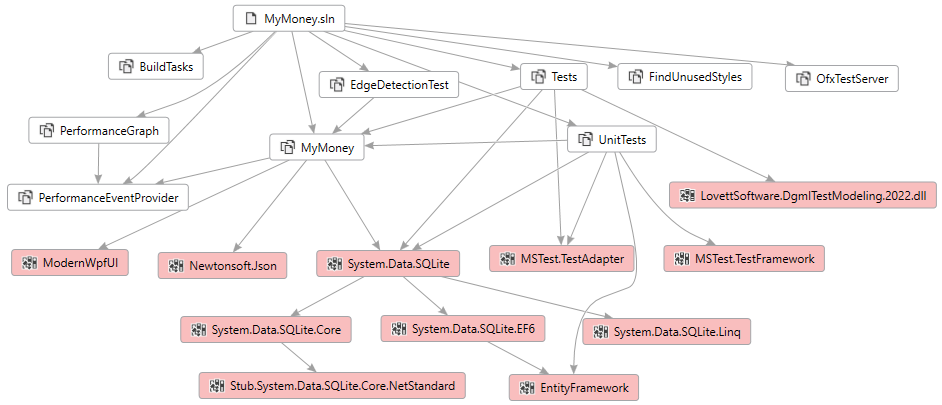 MyMoney.sln
BuildTasks
EdgeDetectionTest
Tests
FindUnusedStyles
OfxTestServer
PerformanceGraph
MyMoney
UnitTests
PerformanceEventProvider
LovettSoftware.DgmlTestModeling.2022.dll
ModernWpfUI
Newtonsoft.Json
System.Data.SQLite
MSTest.TestAdapter
MSTest.TestFramework
System.Data.SQLite.Core
System.Data.SQLite.EF6
System.Data.SQLite.Linq
Stub.System.Data.SQLite.Core.NetStandard
EntityFramework